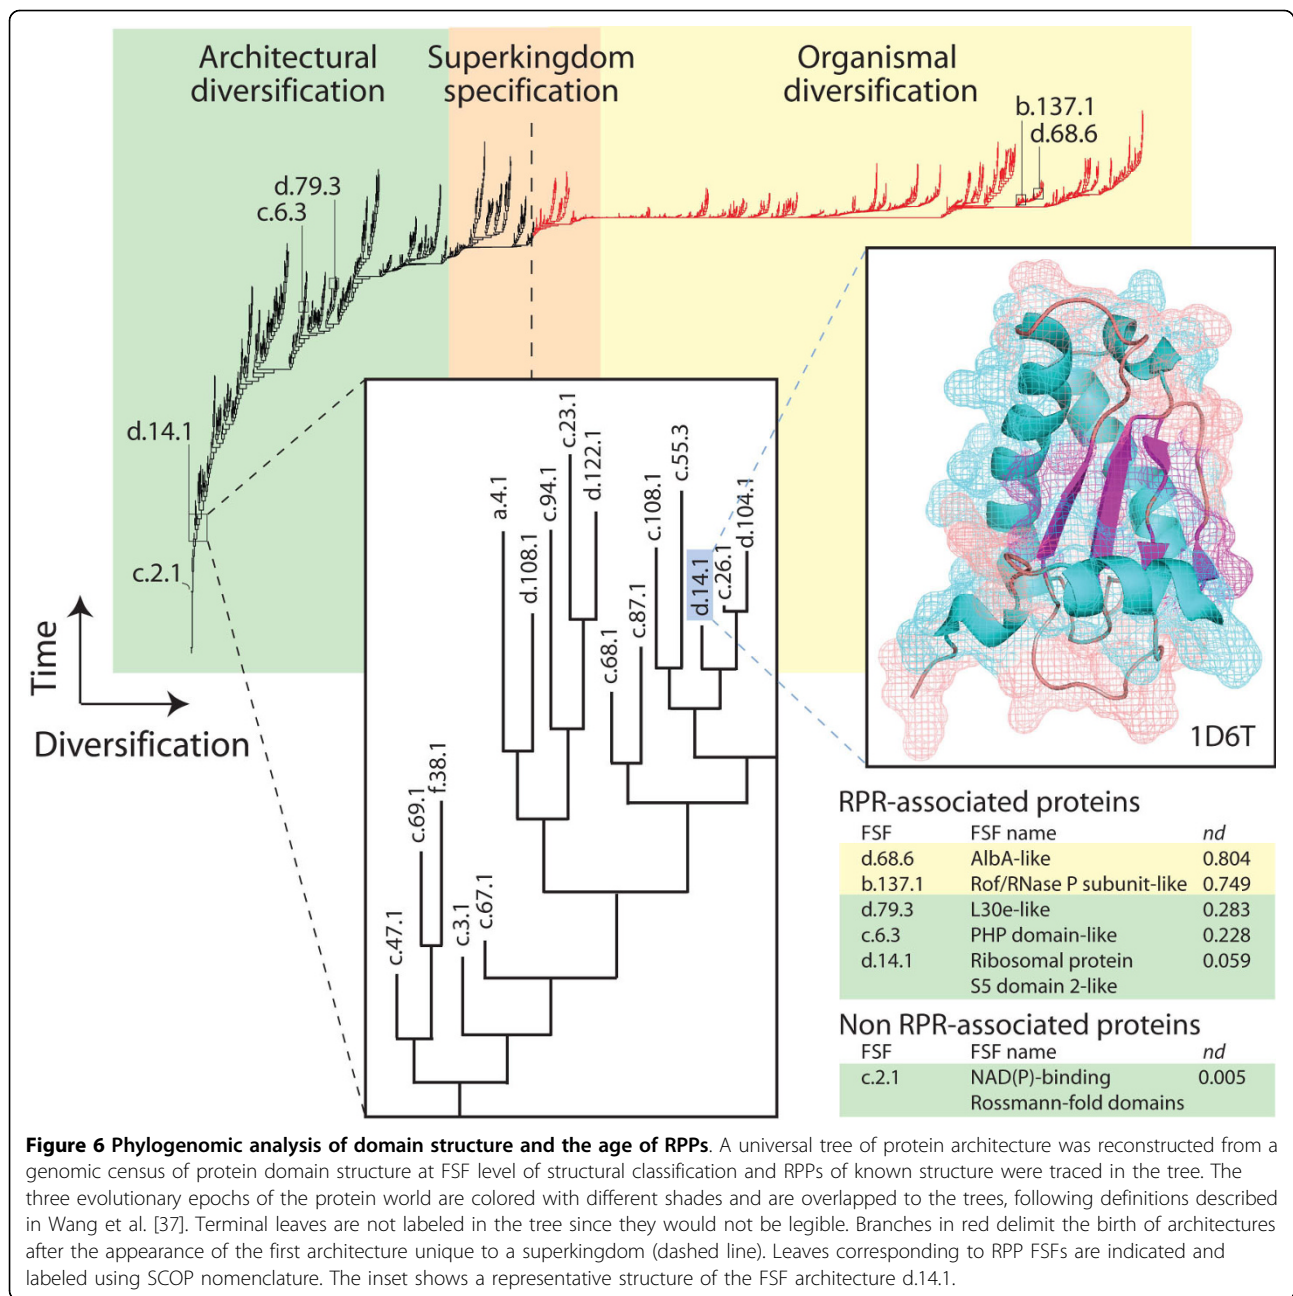 Architectural
diversification
Superkingdom
specification
Organismal
diversification
b.137.1
d.68.6
d.79.3
c.6.3
d.14.1
c.2.1
Time
Diversification
c.47.1
c.69.1
f.38.1
c.3.1
c.67.1
a.4.1
d.108.1
c.94.1
c.23.1
d.122.1
c.68.1
c.87.1
c.108.1
c.55.3
d.14.1
c.26.1
d.104.1
1D6T
RPR-associated proteins
FSF FSF name nd
d.68.6 AlbA-like 0.804
b.137.1 Rof/RNase P subunit-like 0.749
d.79.3 L30e-like 0.283
c.6.3 PHP domain-like 0.228
d.14.1 Ribosomal protein 0.059
S5 domain 2-like
Non RPR-associated proteins
FSF FSF name nd
c.2.1 NAD(P)-binding 0.005
Rossmann-fold domains
Figure 6 Phylogenomic analysis of domain structure and the age of RPPs. A universal tree of protein architecture was reconstructed from a
genomic census of protein domain structure at FSF level of structural classification and RPPs of known structure were traced in the tree. The
three evolutionary epochs of the protein world are colored with different shades and are overlapped to the trees, following definitions described
in Wang et al. [37]. Terminal leaves are not labeled in the tree since they would not be legible. Branches in red delimit the birth of architectures
after the appearance of the first architecture unique to a superkingdom (dashed line). Leaves corresponding to RPP FSFs are indicated and
labeled using SCOP nomenclature. The inset shows a representative structure of the FSF architecture d.14.1.